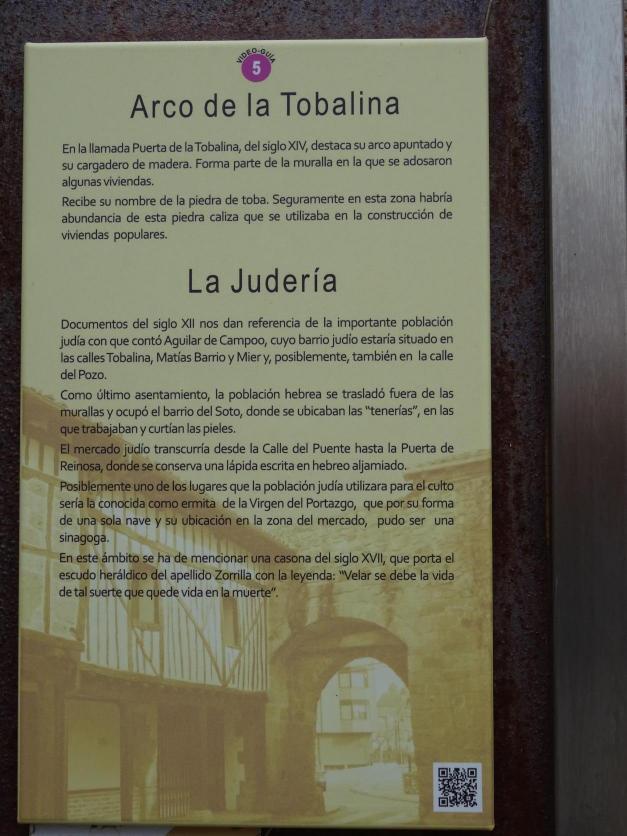 VIDEO-GUÍA
5
Arco de la Tobalina
En la llamada Puerta de la Tobalina, del siglo XIV, destaca su arco apuntado y
su cargadero de madera. Forma parte de la muralla en la que se adosaron
algunas viviendas.
Recibe su nombre de la piedra de toba. Seguramente en esta zona habría
abundancia de esta piedra caliza que se utilizaba en la construcción de
viviendas populares.
La Judería
Documentos del siglo XII nos dan referencia de la importante población
judía con que contó Aguilar de Campoo, cuyo barrio judío estaría situado en
las calles Tobalina, Matías Barrio y Mier y, posiblemente, también en la calle
del Pozo.
Como último asentamiento, la población hebrea se trasladó fuera de las
murallas y ocupó el barrio del Soto, donde se ubicaban las “tenerías”, en las
que trabajaban y curtían las pieles.
El mercado judío transcurría desde la Calle del Puente hasta la Puerta de
Reinosa, donde se conserva una lápida escrita en hebreo aljamiado.
Posiblemente uno de los lugares que la población judía utilizara para el culto
sería la conocida como ermita de la Virgen del Portazgo, que por su forma
de una sola nave y su ubicación en la zona del mercado, pudo ser una
sinagoga.
En este ámbito se ha de mencionar una casona del siglo XVII, que porta el
escudo heráldico del apellido Zorrilla con la leyenda: “Velar se debe la vida
de tal suerte que quede vida en la muerte”.